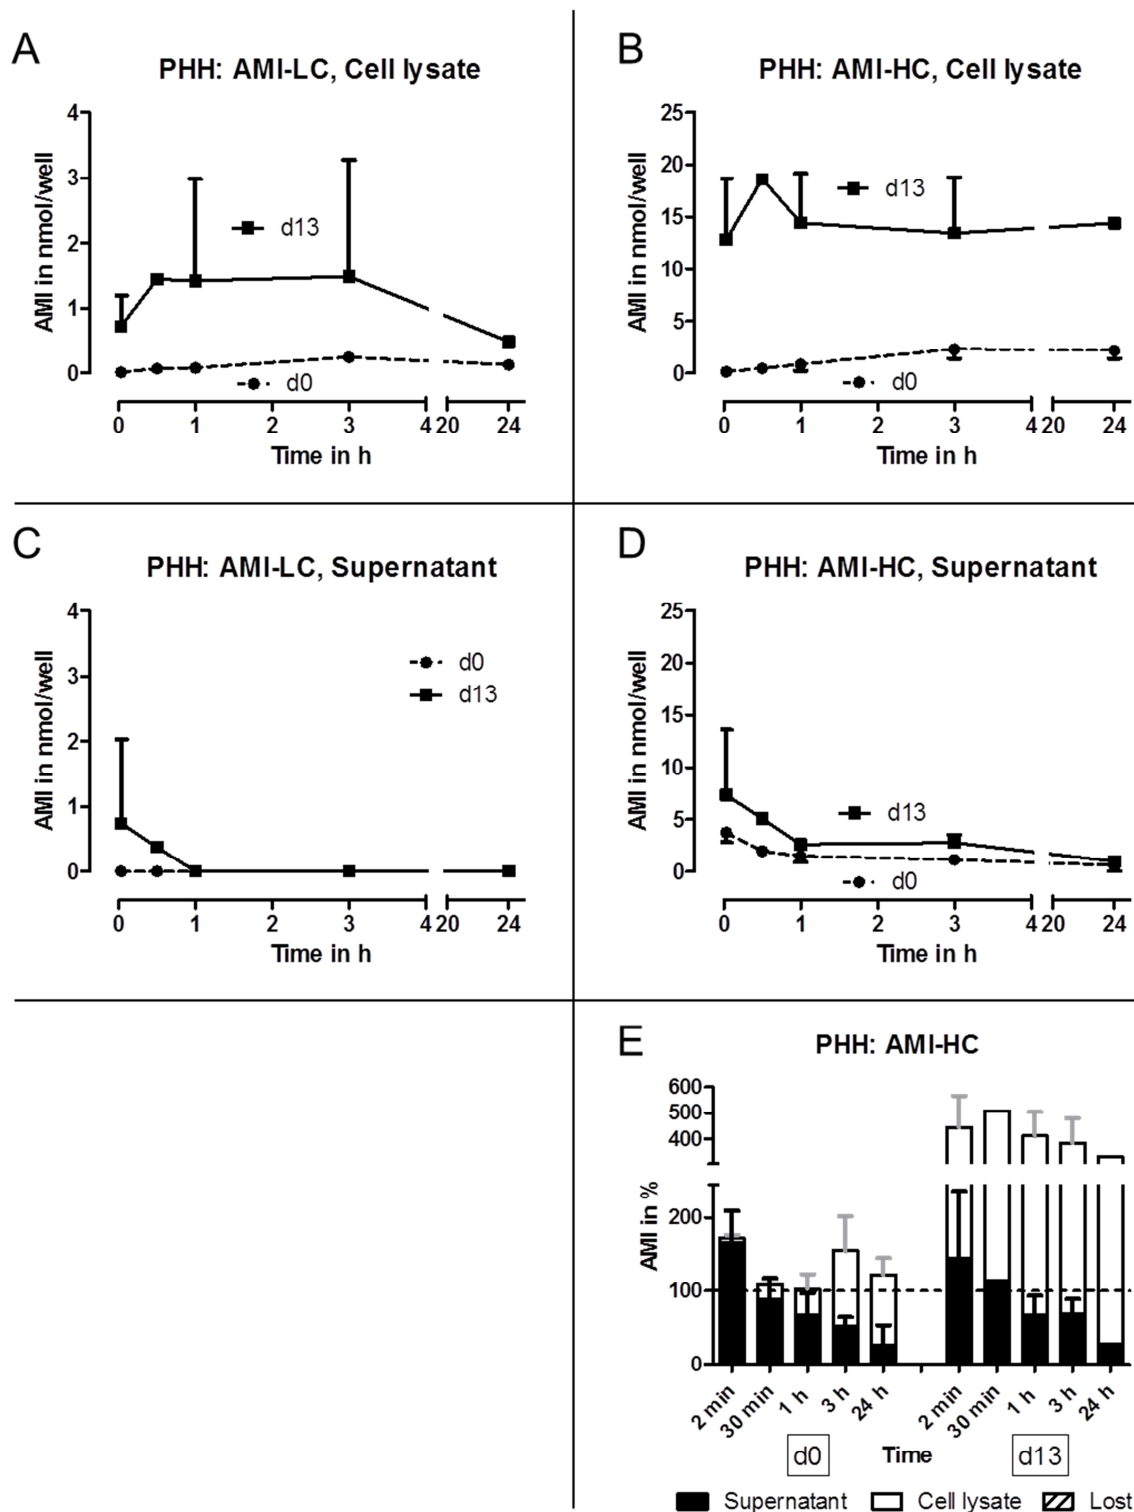 A
PHH: AMI-LC, Cell lysate
AMI in nmol/well
4
3
2
1
0
d13
d0
0 1 2 3 4 20 24
Time in h
B
PHH: AMI-HC, Cell lysate
AMI in nmol/well
25
20
15
10
5
0
d13
d0
0 1 2 3 4 20 24
Time in h
C
PHH: AMI-LC, Supernatant
AMI in nmol/well
4
3
2
1
0
d0
d13
0 1 2 3 4 20 24
Time in h
D
PHH: AMI-HC, Supernatant
AMI in nmol/well
25
20
15
10
5
0
d13
d0
0 1 2 3 4 20 24
Time in h
E
PHH: AMI-HC
AMI in %
600
500
400
200
100
0
2 min 30 min 1 h 3 h 24 h 2 min 30 min 1 h 3 h 24 h
d0 Time d13
Supernatant Cell lysate Lost